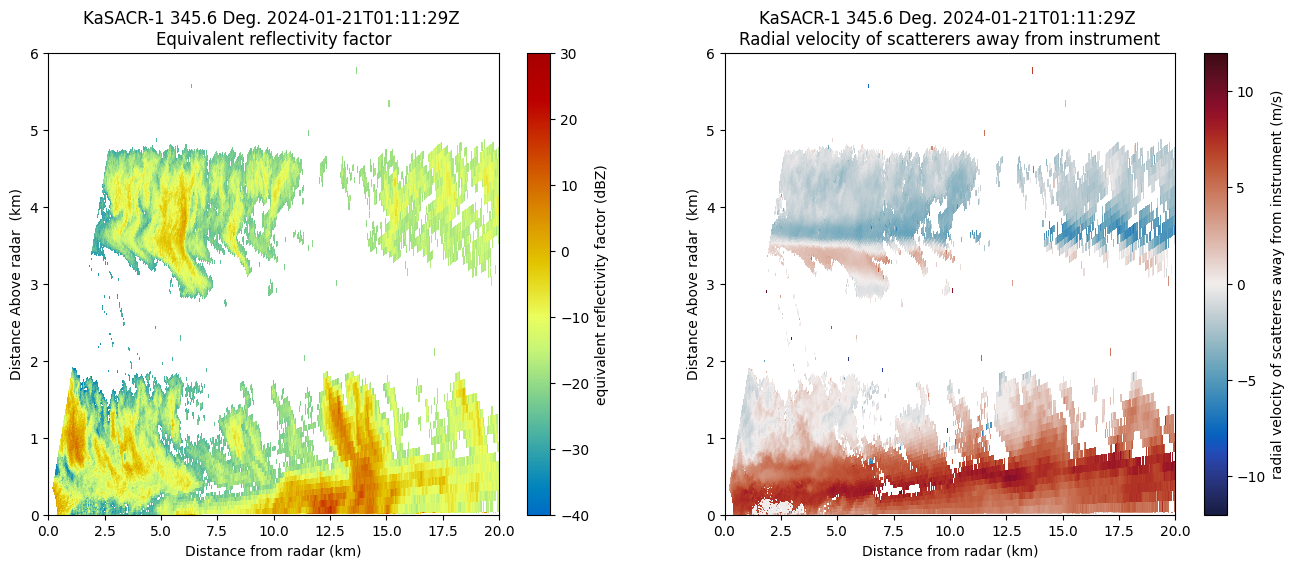 KaSACR-1 345.6 Deg. 2024-01-21T01:11:29Z
Equivalent reflectivity factor
Distance Above radar  (km)
6
5
4
3
2
1
0
0.0 2.5 5.0 7.5 10.0 12.5 15.0 17.5 20.0
Distance from radar (km)
30
20
10
0
−10
−20
−30
−40
equivalent reflectivity factor (dBZ)
KaSACR-1 345.6 Deg. 2024-01-21T01:11:29Z
Radial velocity of scatterers away from instrument
Distance Above radar  (km)
6
5
4
3
2
1
0
0.0 2.5 5.0 7.5 10.0 12.5 15.0 17.5 20.0
Distance from radar (km)
10
5
0
−5
−10
radial velocity of scatterers away from instrument (m/s)